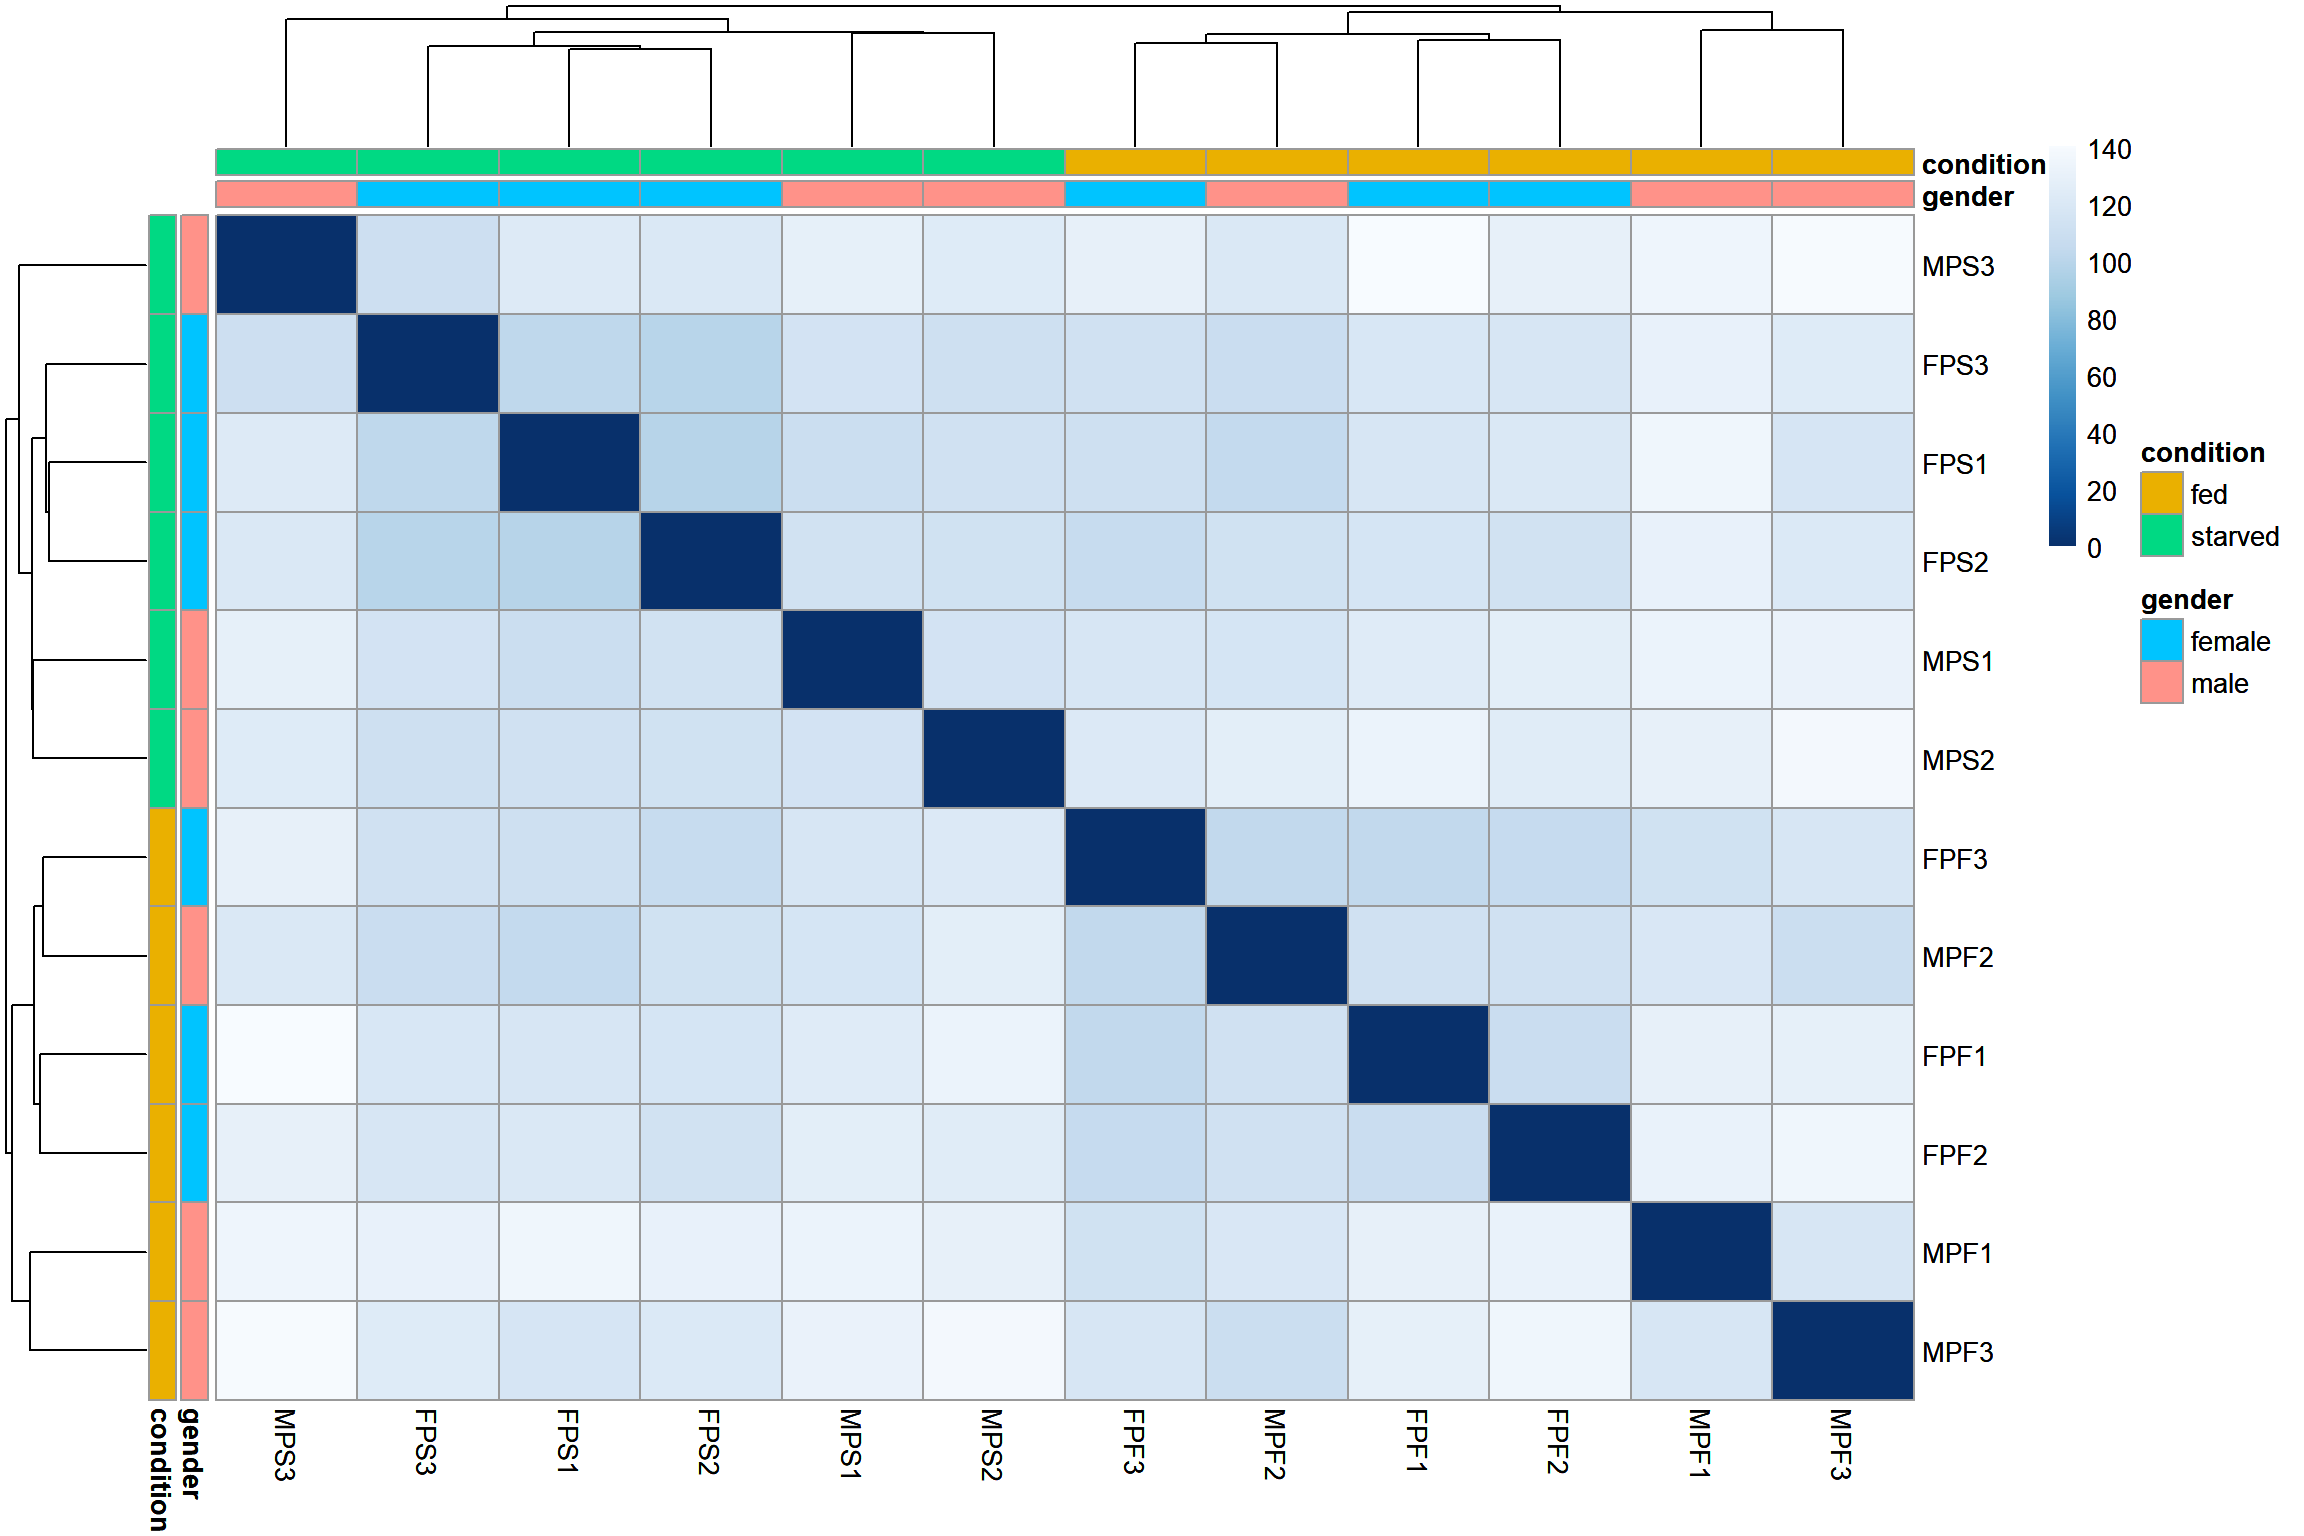 condition
gender
140
120
100
80
60
40
20
0
MPS3
FPS3
FPS1
FPS2
MPS1
MPS2
FPF3
MPF2
FPF1
FPF2
MPF1
MPF3
condition
fed
starved
gender
female
male
condition
gender
MPS3
FPS3
FPS1
FPS2
MPS1
MPS2
FPF3
MPF2
FPF1
FPF2
MPF1
MPF3